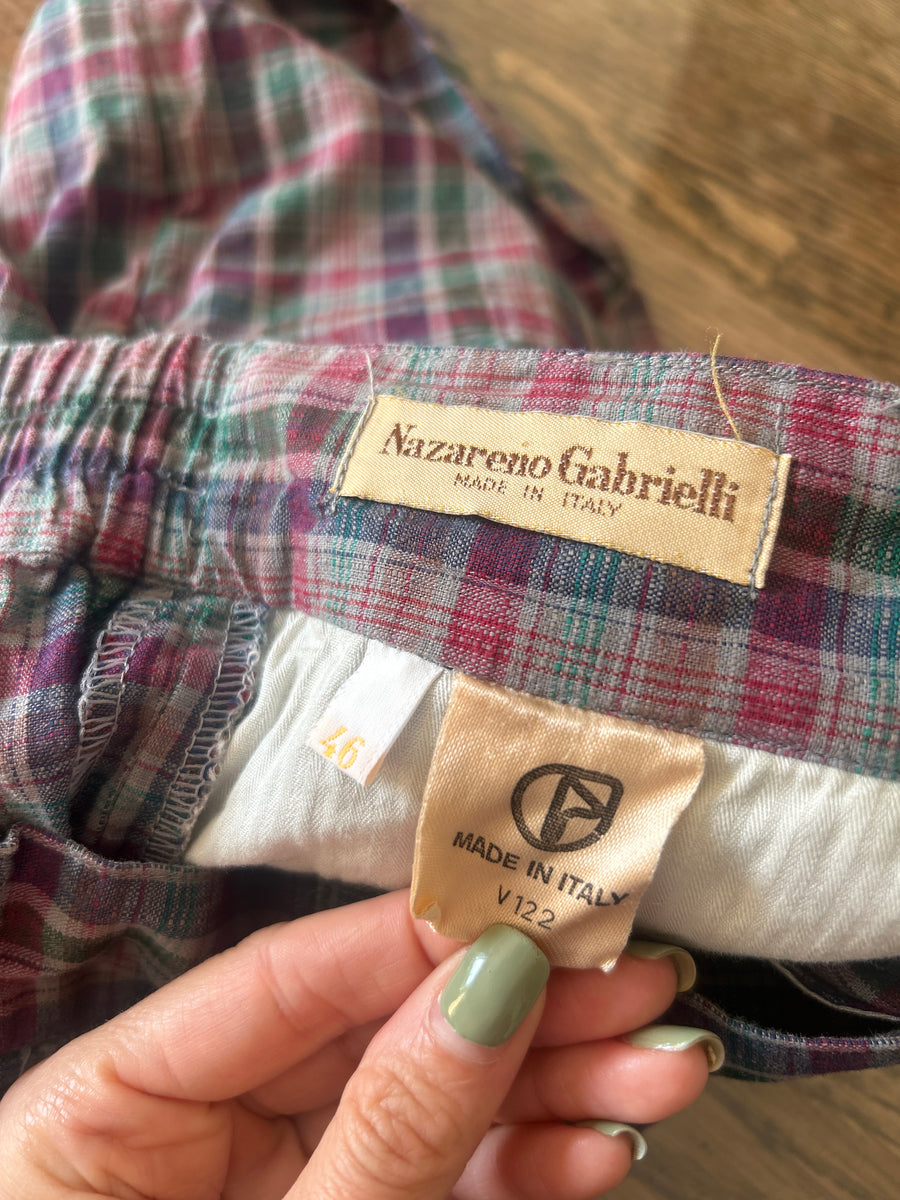 Nazareno Gabrielli
MADE IN ITALY
46
MADE IN ITALY
V122